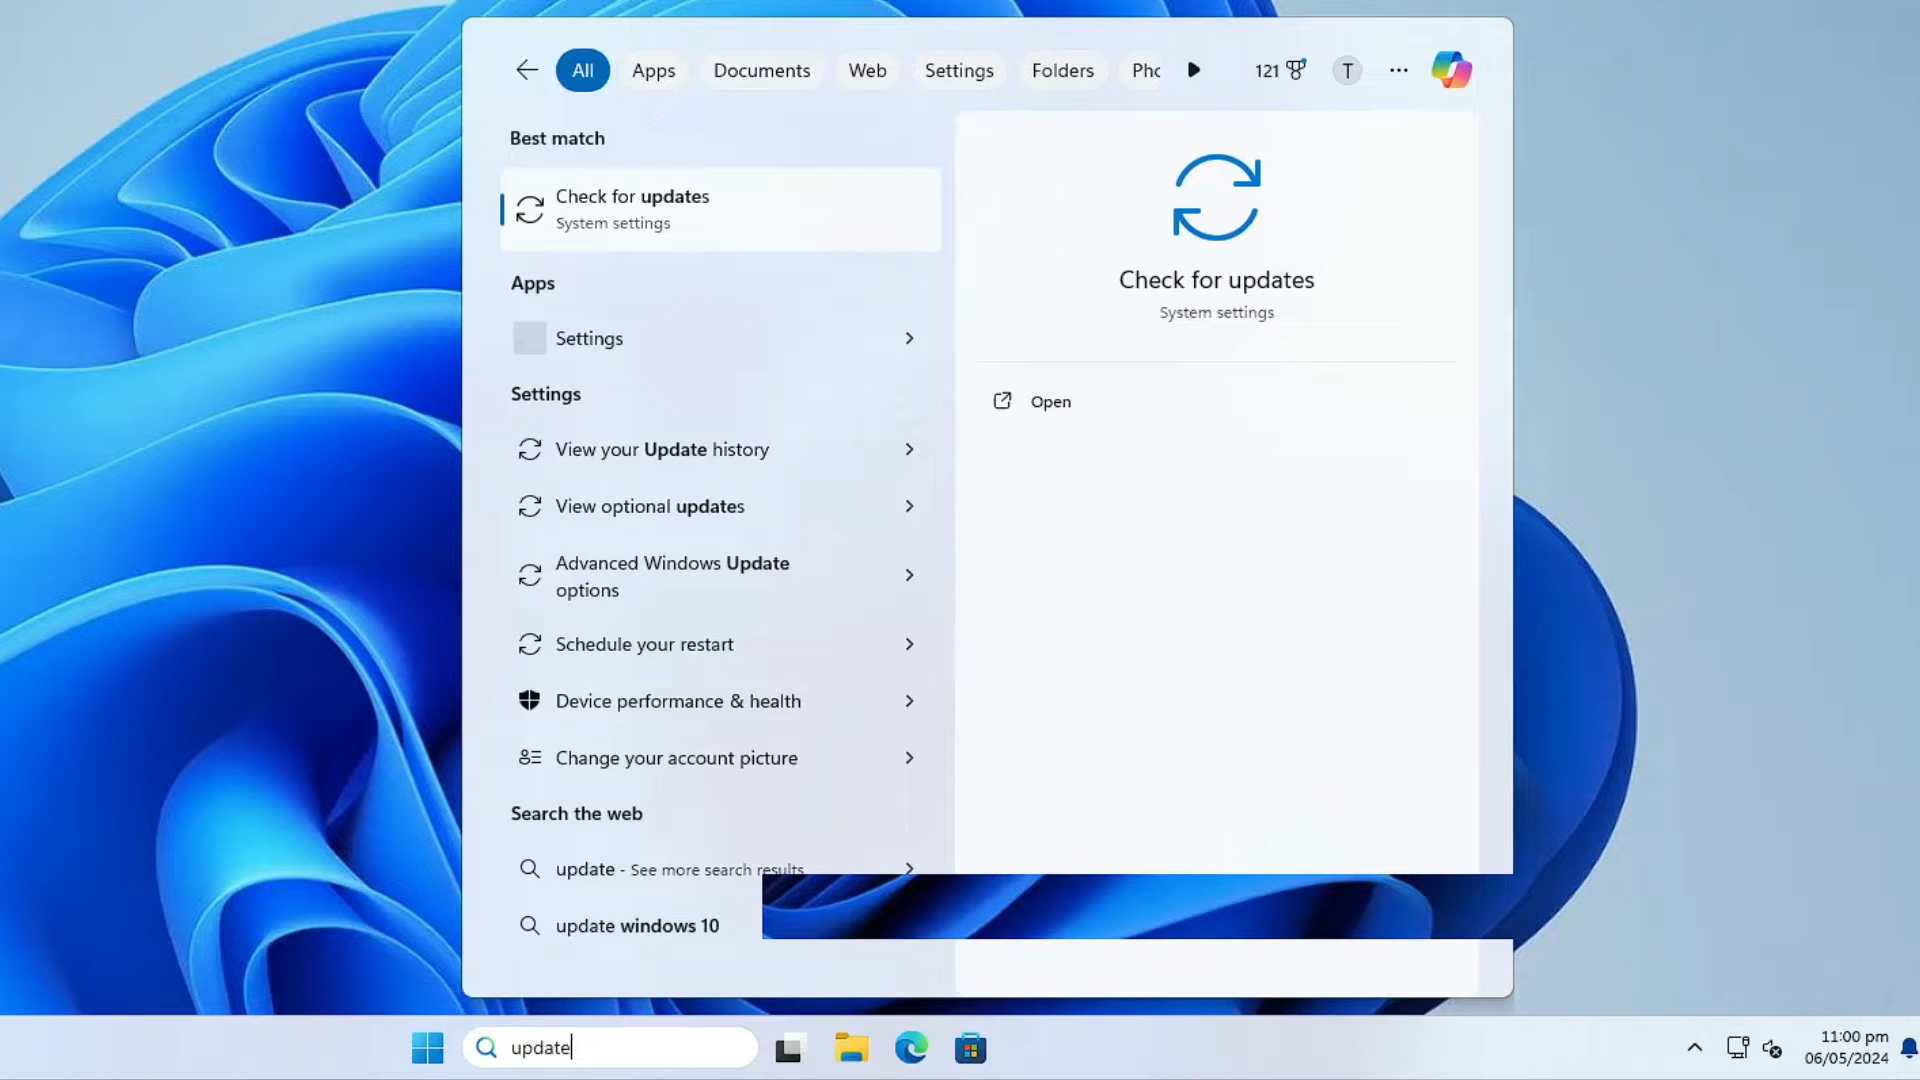 All Apps Documents Web Settings Folders Phc 121 T
Best match
Check for updates
System settings
Apps
Settings
Settings
View your Update history
View optional updates
Advanced Windows Update
options
Schedule your restart
Device performance & health
Change your account picture
Search the web
update - See more search results
update windows 10
Check for updates
System settings
Open
update
11:00 pm
06/05/2024